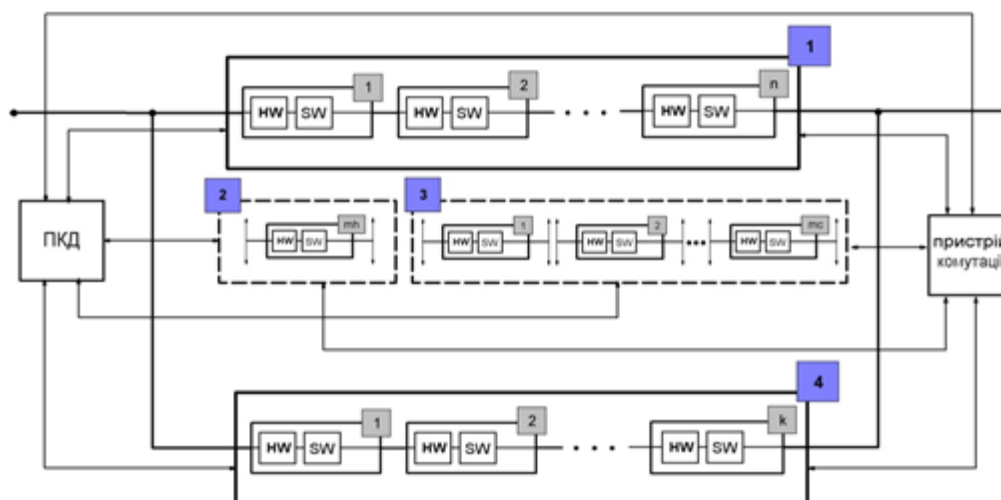 1
1
2
n
HW SW
HW SW
• • •
HW SW
2
3
mh
1
2
mc
HW SW
HW SW
HW SW
•••
HW SW
ПКД
пристрій
комутації
4
1
2
k
HW SW
HW SW
• • •
HW SW